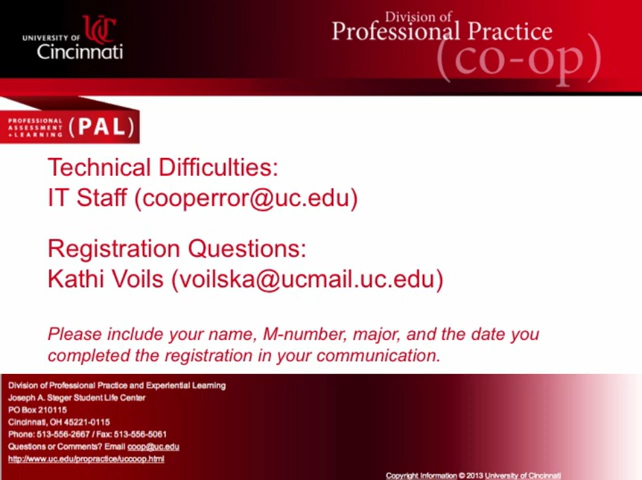 UNIVERSITY OF
Cincinnati
Division of
Professional Practice
(co-op)
PROFESSIONAL
ASSESSMENT
+LEARNING
(PAL)
Technical Difficulties:
IT Staff (cooperror@uc.edu)
Registration Questions:
Kathi Voils (voilska@ucmail.uc.edu)
Please include your name, M-number, major, and the date you
completed the registration in your communication.
Division of Professional Practice and Experiential Learning
Joseph A. Steger Student Life Center
PO Box 210115
Cincinnati, OH 45221-0115
Phone: 513-556-2667 / Fax: 513-556-5061
Questions or Comments? Email coop@uc.edu
http://www.uc.edu/propractice/uccoop.html
Copyright Information © 2013 University of Cincinnati